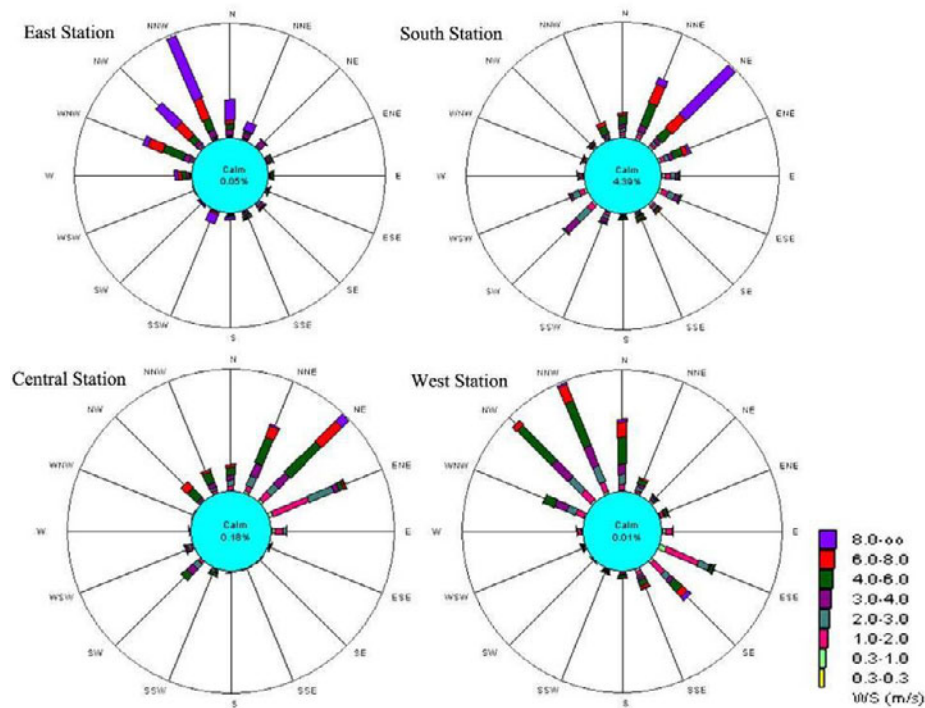 East Station
N
NNW
NNE
NW
NE
WNW
ENE
W
Calm
0.05%
E
WSW
ESE
SW
SE
SSW
SSE
S
South Station
N
NNW
NNE
NW
NE
WNW
ENE
W
Calm
4.39%
E
WSW
ESE
SW
SE
SSW
SSE
S
Central Station
N
NNW
NNE
NW
NE
WNW
ENE
W
Calm
0.18%
E
WSW
ESE
SW
SE
SSW
SSE
S
West Station
N
NNW
NNE
NW
NE
WNW
ENE
W
Calm
0.01%
E
WSW
ESE
SW
SE
SSW
SSE
S
8.0-oo
6.0-8.0
4.0-6.0
3.0-4.0
2.0-3.0
1.0-2.0
0.3-1.0
0.3-0.3
WS (m/s)